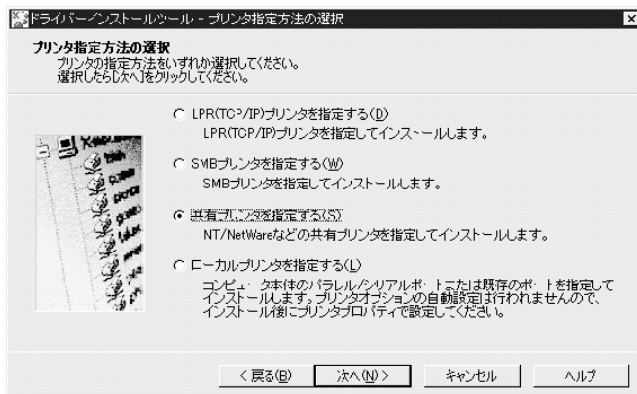 ドライバーインストールツール - プリンタ指定方法の選択
プリンタ指定方法の選択
プリンタの指定方法をいずれか選択してください。
選択したら[次へ]をクリックしてください。
LPR(TCP/IP)プリンタを指定する(D)
LPR(TCP/IP)プリンタを指定してインストールします。
SMBプリンタを指定する(W)
SMBプリンタを指定してインストールします。
共有プリンタを指定する(S)
NT/NetWareなどの共有プリンタを指定してインストールします。
ローカルプリンタを指定する(L)
コンピュータ本体のパラレル/シリアルポートまたは既存のポートを指定して
インストールします。プリンタオプションの自動設定は行われませんので、
インストール後にプリンタプロパティで設定してください。
< 戻る(B)
次へ(N) >
キャンセル
ヘルプ